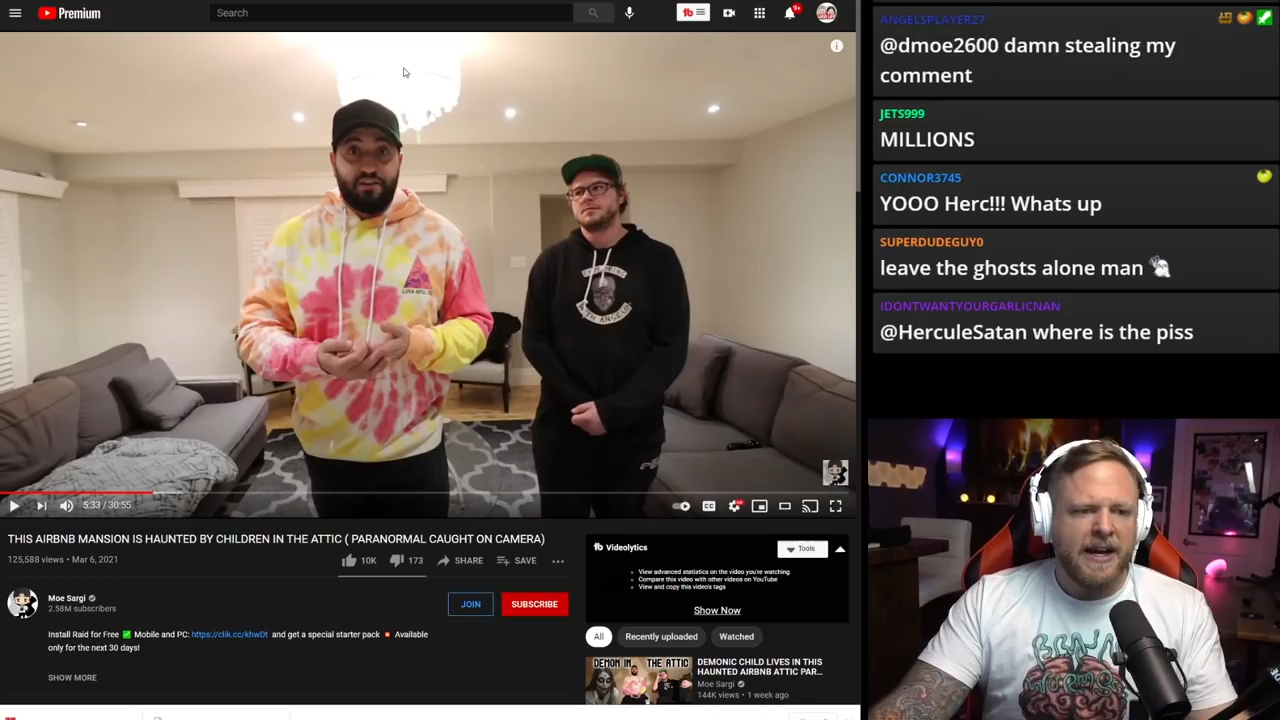 Premium
Search
9+
ANGELSPLAYER27
@dmoe2600 damn stealing my
comment
JETS999
MILLIONS
CONNOR3745
YOOO Herc!!! Whats up
SUPERDUDEGUY0
leave the ghosts alone man
IDONTWANTYOURGARLICNAN
@HerculeSatan where is the piss
EXPLORING
WITH ANGELO
5:33 / 30:55
THIS AIRBNB MANSION IS HAUNTED BY CHILDREN IN THE ATTIC ( PARANORMAL CAUGHT ON CAMERA)
125,588 views • Mar 6, 2021
10K
173
SHARE
SAVE
Moe Sargi
2.58M subscribers
JOIN
SUBSCRIBE
Install Raid for Free ✅ Mobile and PC: https://clik.cc/khwDt and get a special starter pack Available
only for the next 30 days!
SHOW MORE
tb Videolytics
Tools
• View advanced statistics on the video you're watching
• Compare this video with other videos on YouTube
• View and copy this video's tags
Show Now
All
Recently uploaded
Watched
DEMON IN THE ATTIC
DEMONIC CHILD LIVES IN THIS
HAUNTED AIRBNB ATTIC PAR...
Moe Sargi
144K views • 1 week ago